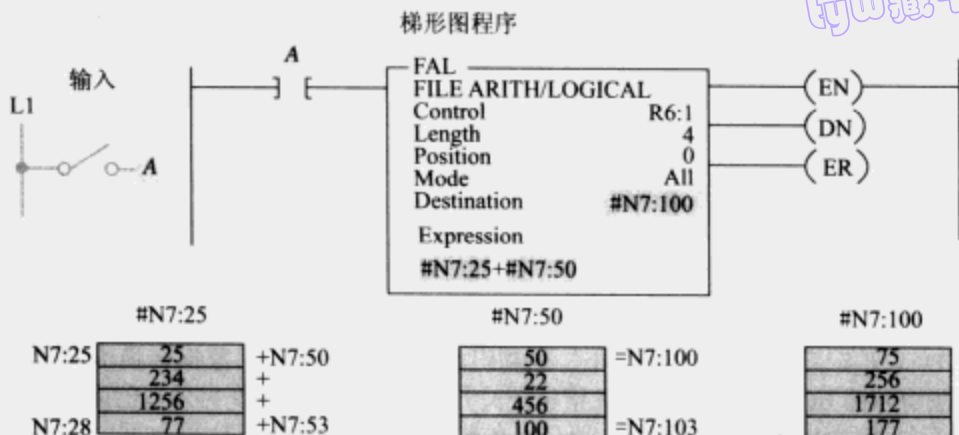 梯形图程序
输入
L1
A
A
FAL
FILE ARITH/LOGICAL
Control R6:1
Length 4
Position 0
Mode All
Destination #N7:100
Expression
#N7:25+#N7:50
EN
DN
ER
#N7:25 #N7:50 #N7:100
N7:25 25 +N7:50 50 =N7:100 75
234 + 22 256
1256 + 456 1712
N7:28 77 +N7:53 100 =N7:103 177